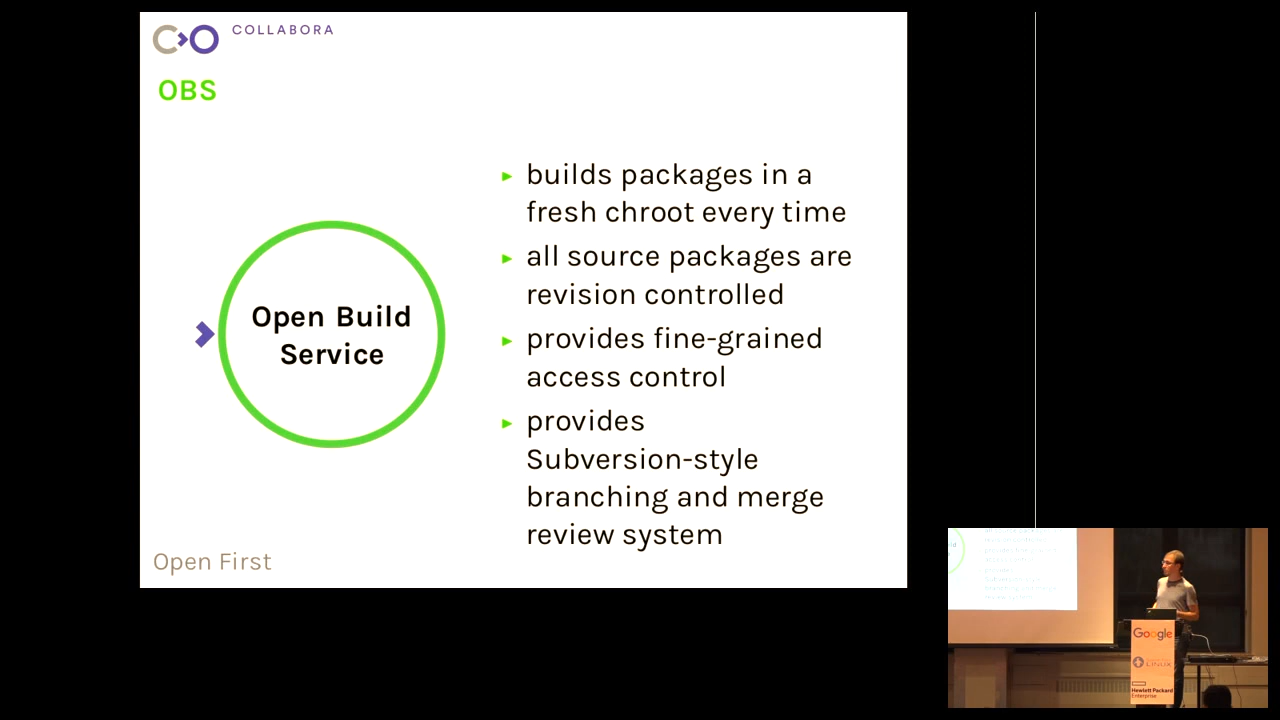 COLLABORA
OBS
Open Build
Service
builds packages in a
fresh chroot every time
all source packages are
revision controlled
provides fine-grained
access control
provides
Subversion-style
branching and merge
review system
Open First
Google
LINUX
Hewlett Packard
Enterprise